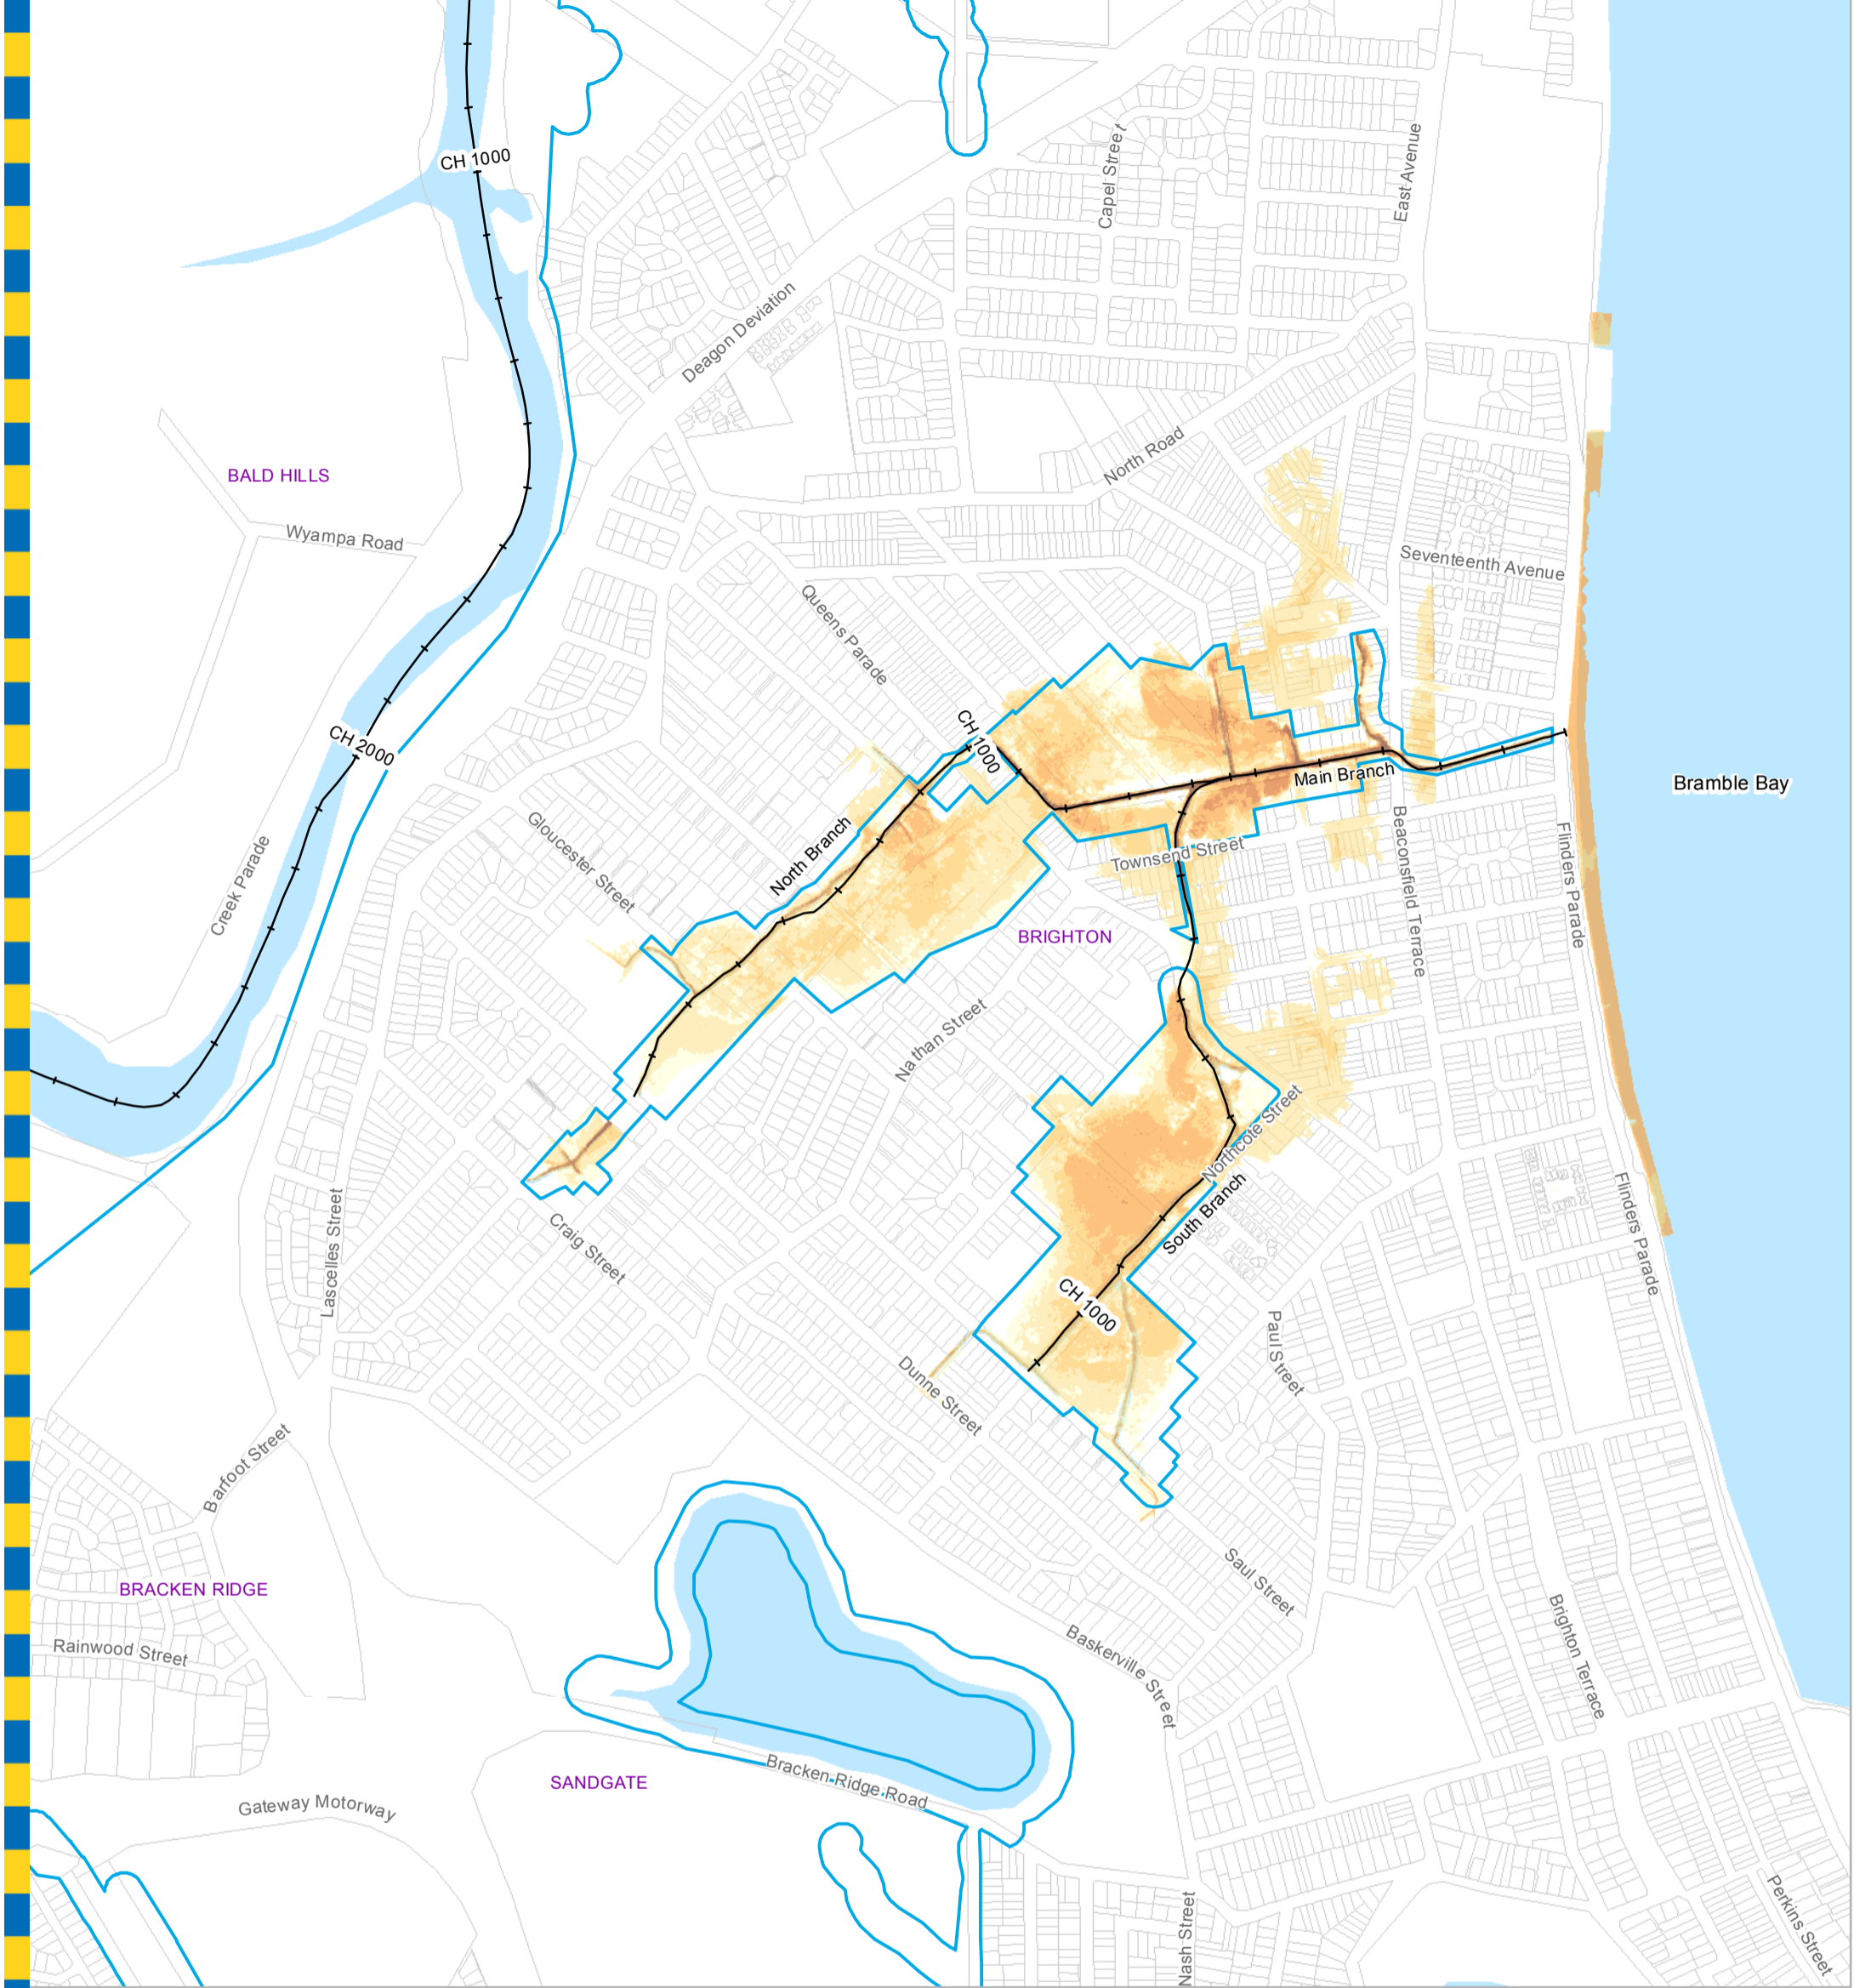 Capel Street
East Avenue
CH 1000
Deagon Deviation
North Road
BALD HILLS
Wyampa Road
Seventeenth Avenue
Queens Parade
CH 1000
CH 2000
Main Branch
Bramble Bay
Gloucester Street
North Branch
Townsend Street
Beaconsfield Terrace
Flinders Parade
Creek Parade
BRIGHTON
Nathan Street
Northcote Street
South Branch
Lascelles Street
Craig Street
Flinders Parade
CH 1000
Paul Street
Dunne Street
Barfoot Street
Saul Street
BRACKEN RIDGE
Rainwood Street
Baskerville Street
Brighton Terrace
SANDGATE
Bracken Ridge Road
Gateway Motorway
Nash Street
Perkins Street